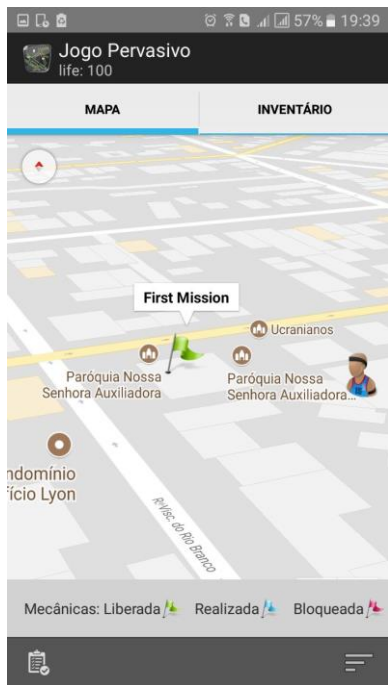 57% 19:39
Jogo Pervasivo
life: 100
MAPA INVENTÁRIO
First Mission
Ucranianos
Paróquia Nossa
Senhora Auxiliadora
Paróquia Nossa
Senhora Auxiliadora...
ndomínio
ifício Lyon
R. Visc. do Rio Branco
Mecânicas: Liberada Realizada Bloqueada